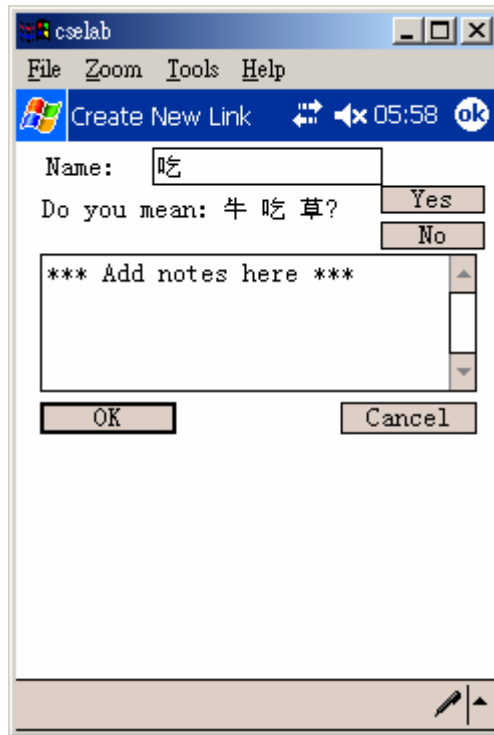 cselab
File Zoom Tools Help
Create New Link 05:58 ok
Name: 吃
Do you mean: 牛 吃 草?
Yes
No
*** Add notes here ***
OK Cancel